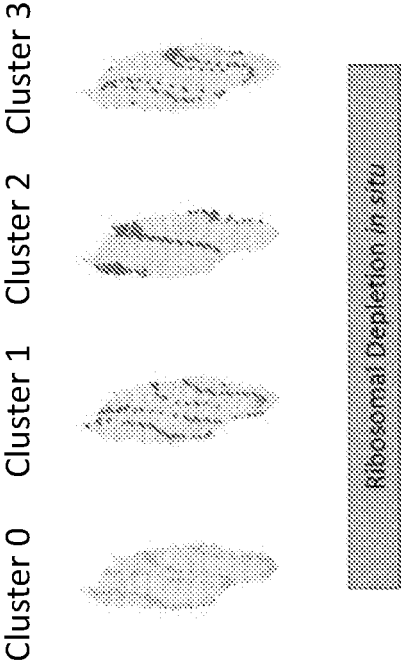 Cluster 0
Cluster 1
Cluster 2
Cluster 3
Ribosomal Depletion in situ